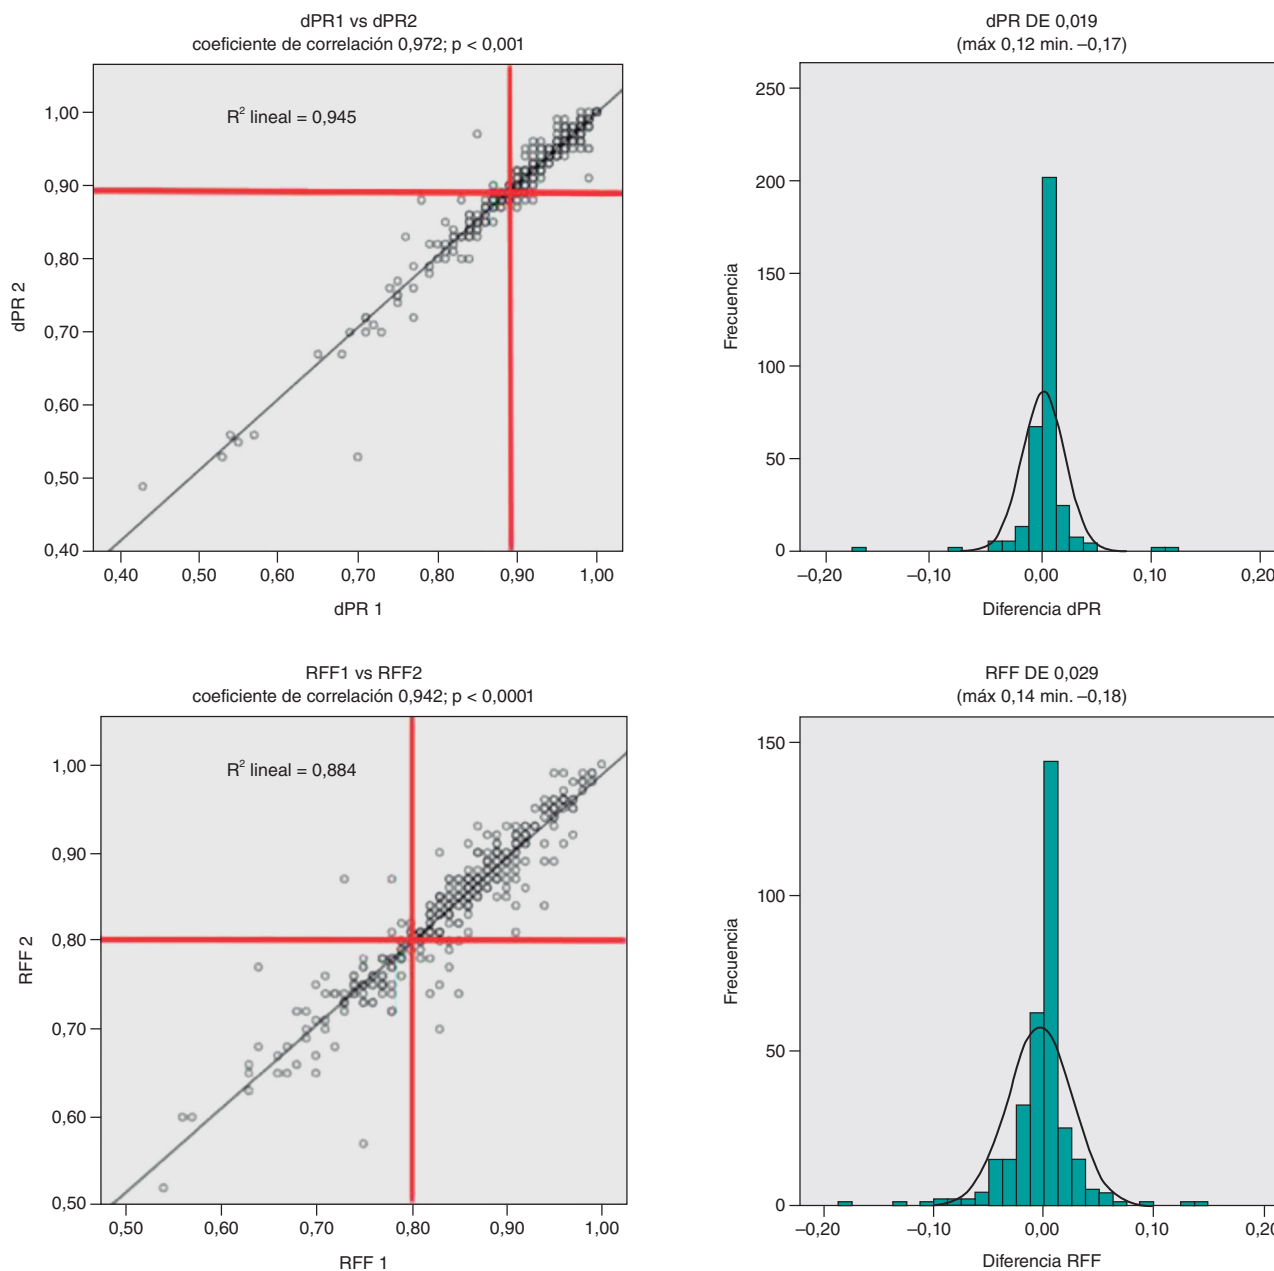 dPR1 vs dPR2
coeficiente de correlación 0,972; p < 0,001
R² lineal = 0,945
1,00
0,90
0,80
0,70
0,60
0,50
0,40
dPR 2
0,40 0,50 0,60 0,70 0,80 0,90 1,00
dPR 1
dPR DE 0,019
(máx 0,12 min. –0,17)
250
200
150
100
50
0
Frecuencia
–0,20 –0,10 0,00 0,10 0,20
Diferencia dPR
RFF1 vs RFF2
coeficiente de correlación 0,942; p < 0,0001
R² lineal = 0,884
1,00
0,90
0,80
0,70
0,60
0,50
RFF 2
0,50 0,60 0,70 0,80 0,90 1,00
RFF 1
RFF DE 0,029
(máx 0,14 min. –0,18)
150
100
50
0
Frecuencia
–0,20 –0,10 0,00 0,10 0,20
Diferencia RFF